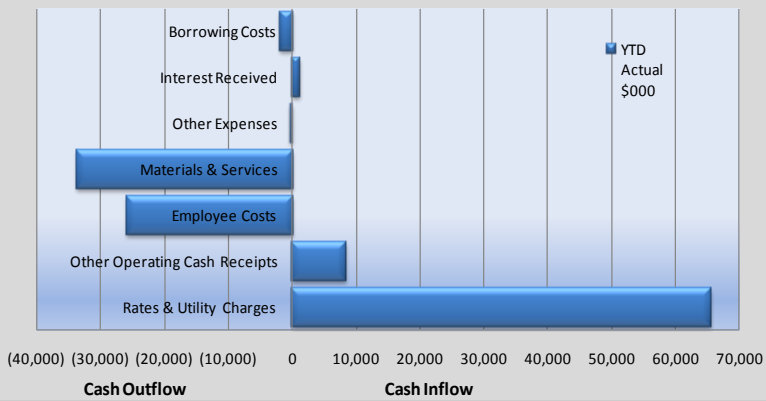 Borrowing Costs
Interest Received
Other Expenses
Materials & Services
Employee Costs
Other Operating Cash Receipts
Rates & Utility Charges
YTD
Actual
$000
(40,000) (30,000) (20,000) (10,000) 0 10,000 20,000 30,000 40,000 50,000 60,000 70,000
Cash Outflow Cash Inflow